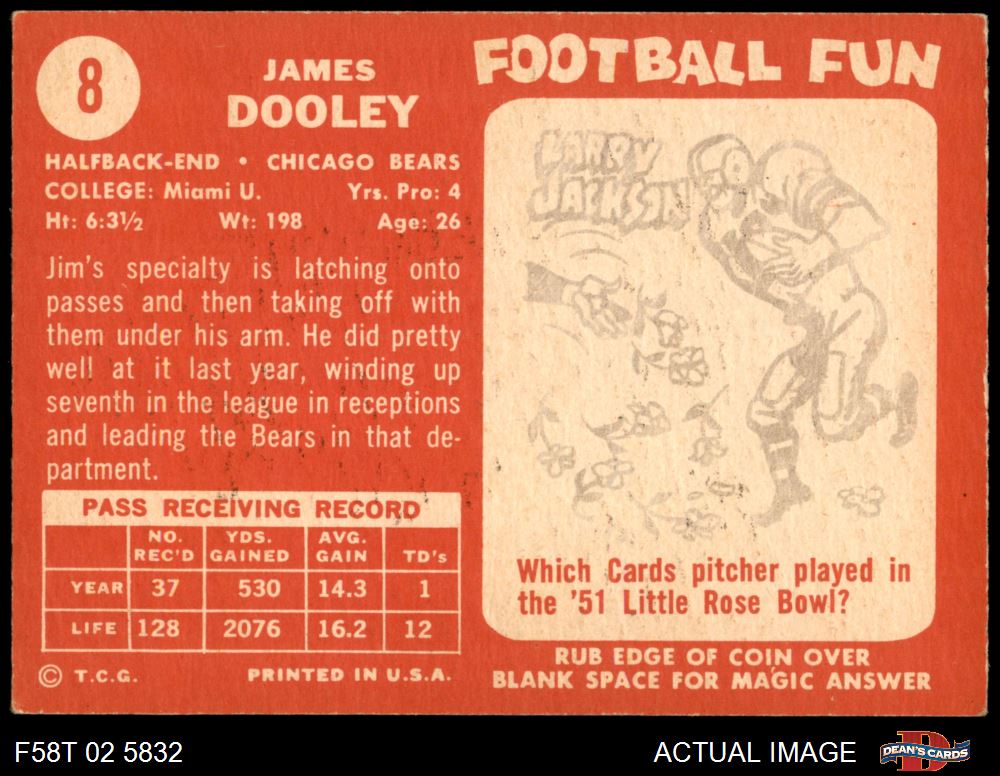 8
JAMES
DOOLEY
HALFBACK-END • CHICAGO BEARS
COLLEGE: Miami U. Yrs. Pro: 4
Ht: 6:3½ Wt: 198 Age: 26
Jim's specialty is latching onto
passes and then taking off with
them under his arm. He did pretty
well at it last year, winding up
seventh in the league in receptions
and leading the Bears in that de-
partment.
PASS RECEIVING RECORD
NO. REC'D YDS. GAINED AVG. GAIN TD's
YEAR 37 530 14.3 1
LIFE 128 2076 16.2 12
© T.C.G. PRINTED IN U.S.A.
FOOTBALL FUN
LARRY
JACKSON
Which Cards pitcher played in
the '51 Little Rose Bowl?
RUB EDGE OF COIN OVER
BLANK SPACE FOR MAGIC ANSWER
F58T 02 5832
ACTUAL IMAGE
D
DEAN'S CARDS